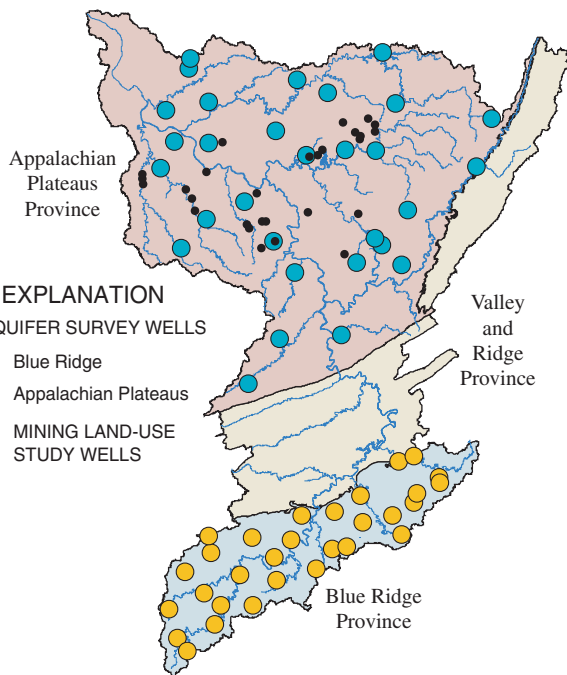 Appalachian
Plateaus
Province
EXPLANATION
QUIFER SURVEY WELLS
Blue Ridge
Appalachian Plateaus
MINING LAND-USE
STUDY WELLS
Valley
and
Ridge
Province
Blue Ridge
Province